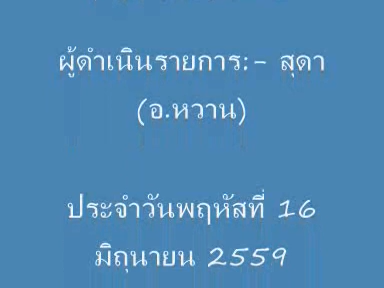 ผู้ดำเนินรายการ:- สุดา
(อ.หวาน)
ประจำวันพฤหัสที่ 16
มิถุนายน 2559